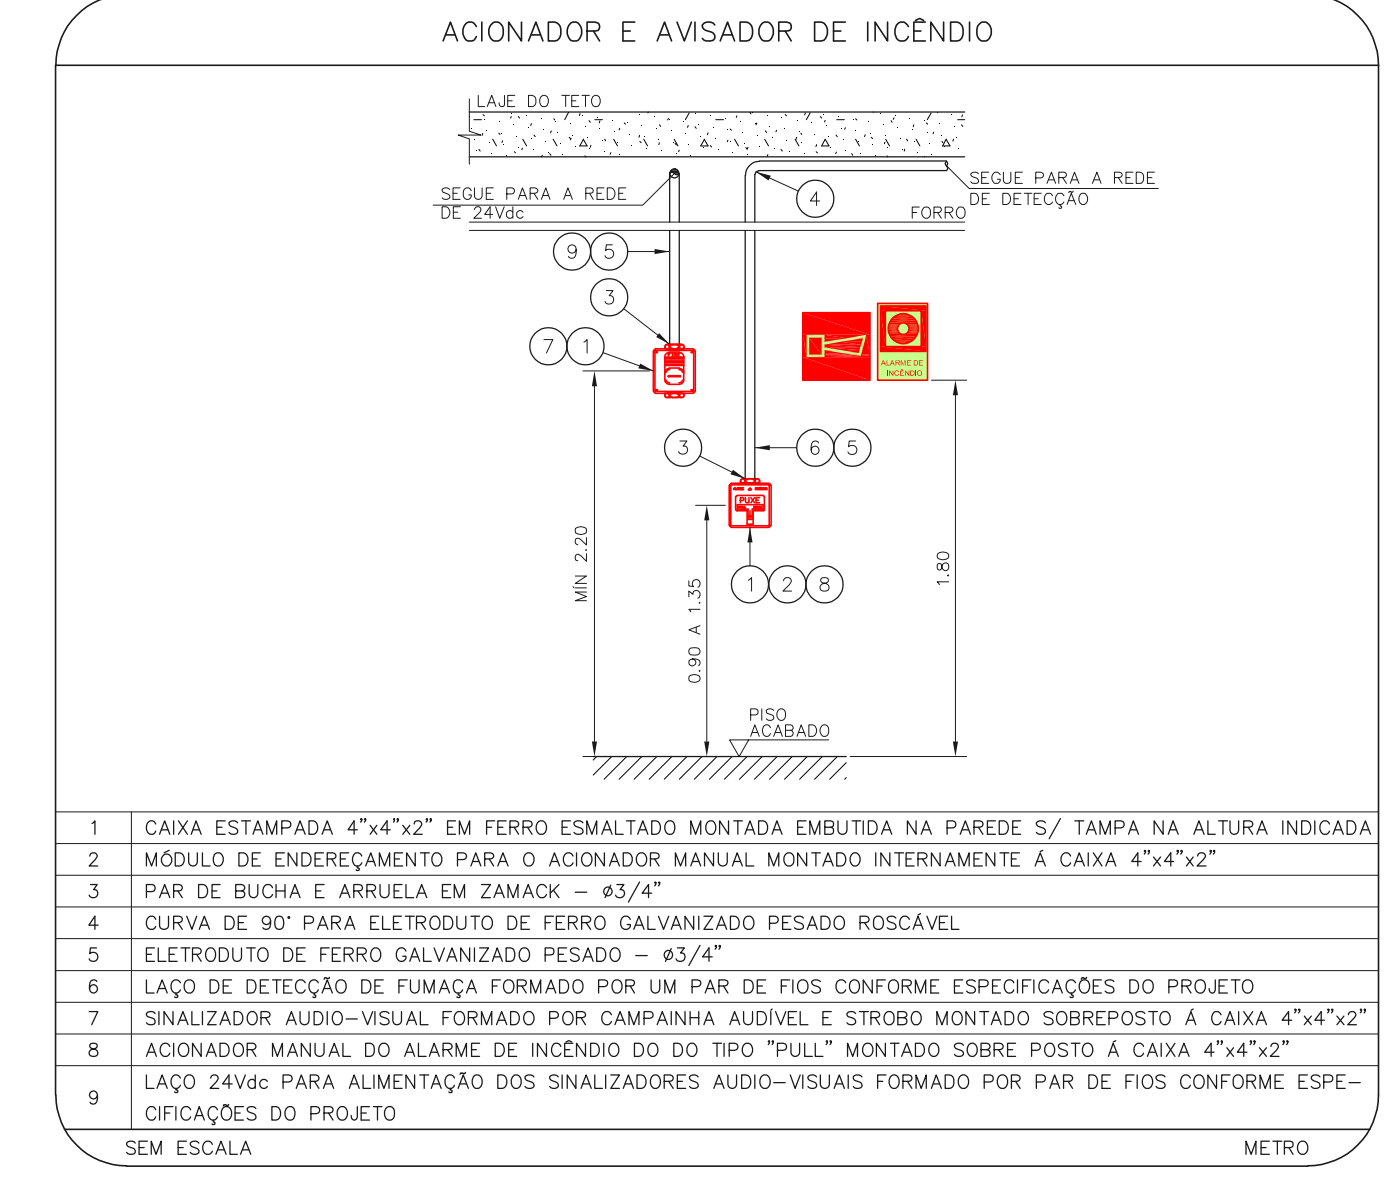 ACIONADOR E AVISADOR DE INCÊNDIO
LAJE DO TETO
SEGUE PARA A REDE
DE 24Vdc
SEGUE PARA A REDE
DE DETECÇÃO
4
FORRO
9 5
3
7 1
ALARME DE
INCÊNDIO
3
6 5
PUXE
1 2 8
MÍN 2.20
0.90 A 1.35
1.80
PISO
ACABADO
1 CAIXA ESTAMPADA 4”x4”x2” EM FERRO ESMALTADO MONTADA EMBUTIDA NA PAREDE S/ TAMPA NA ALTURA INDICADA
2 MÓDULO DE ENDEREÇAMENTO PARA O ACIONADOR MANUAL MONTADO INTERNAMENTE Á CAIXA 4”x4”x2”
3 PAR DE BUCHA E ARRUELA EM ZAMACK – ø3/4”
4 CURVA DE 90° PARA ELETRODUTO DE FERRO GALVANIZADO PESADO ROSCÁVEL
5 ELETRODUTO DE FERRO GALVANIZADO PESADO – ø3/4”
6 LAÇO DE DETECÇÃO DE FUMAÇA FORMADO POR UM PAR DE FIOS CONFORME ESPECIFICAÇÕES DO PROJETO
7 SINALIZADOR AUDIO–VISUAL FORMADO POR CAMPAINHA AUDÍVEL E STROBO MONTADO SOBREPOSTO Á CAIXA 4”x4”x2”
8 ACIONADOR MANUAL DO ALARME DE INCÊNDIO DO DO TIPO ”PULL” MONTADO SOBRE POSTO Á CAIXA 4”x4”x2”
9 LAÇO 24Vdc PARA ALIMENTAÇÃO DOS SINALIZADORES AUDIO–VISUAIS FORMADO POR PAR DE FIOS CONFORME ESPE–
CIFICAÇÕES DO PROJETO
SEM ESCALA
METRO